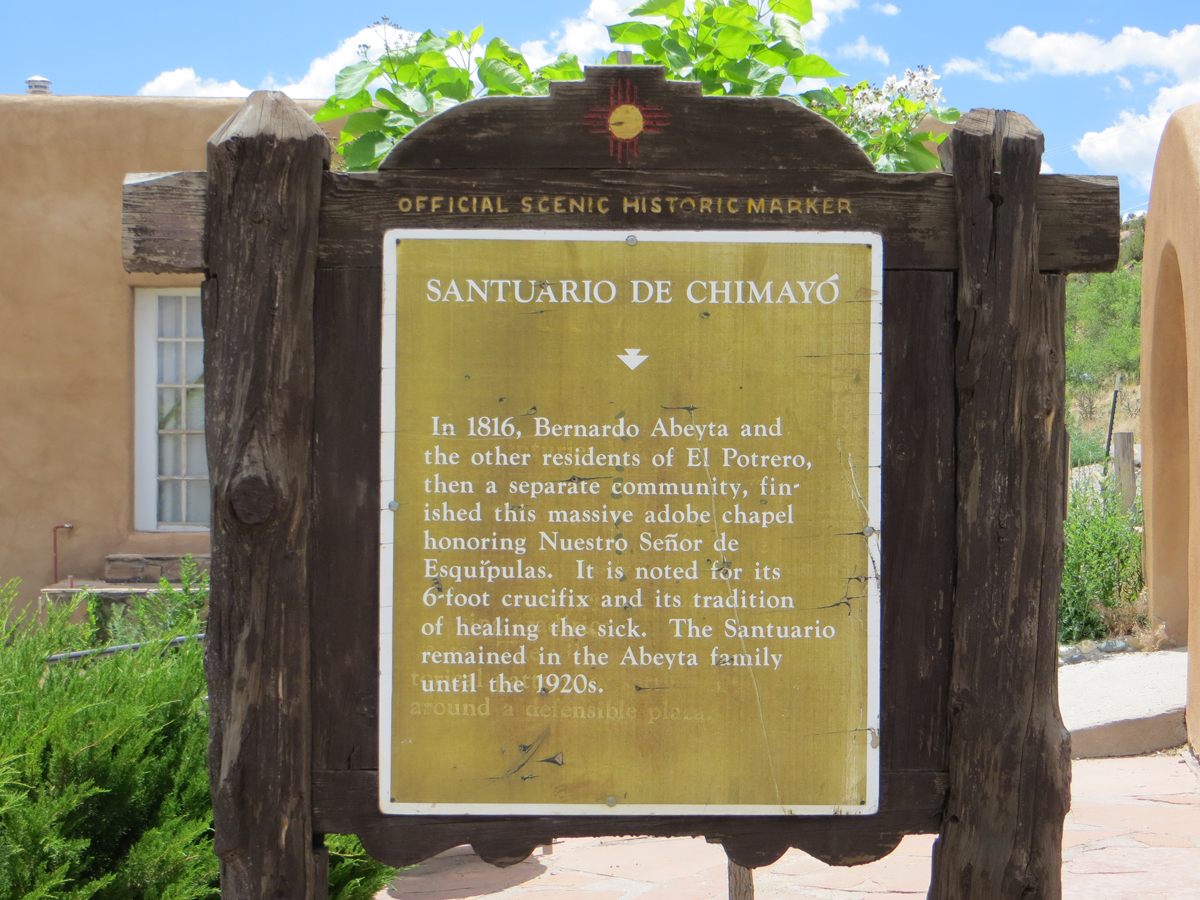 OFFICIAL SCENIC HISTORIC MARKER
SANTUARIO DE CHIMAYÓ
In 1816, Bernardo Abeyta and
the other residents of El Potrero,
then a separate community, fin-
ished this massive adobe chapel
honoring Nuestro Señor de
Esquípulas. It is noted for its
6-foot crucifix and its tradition
of healing the sick. The Santuario
remained in the Abeyta family
until the 1920s.
around a defensible plaza.